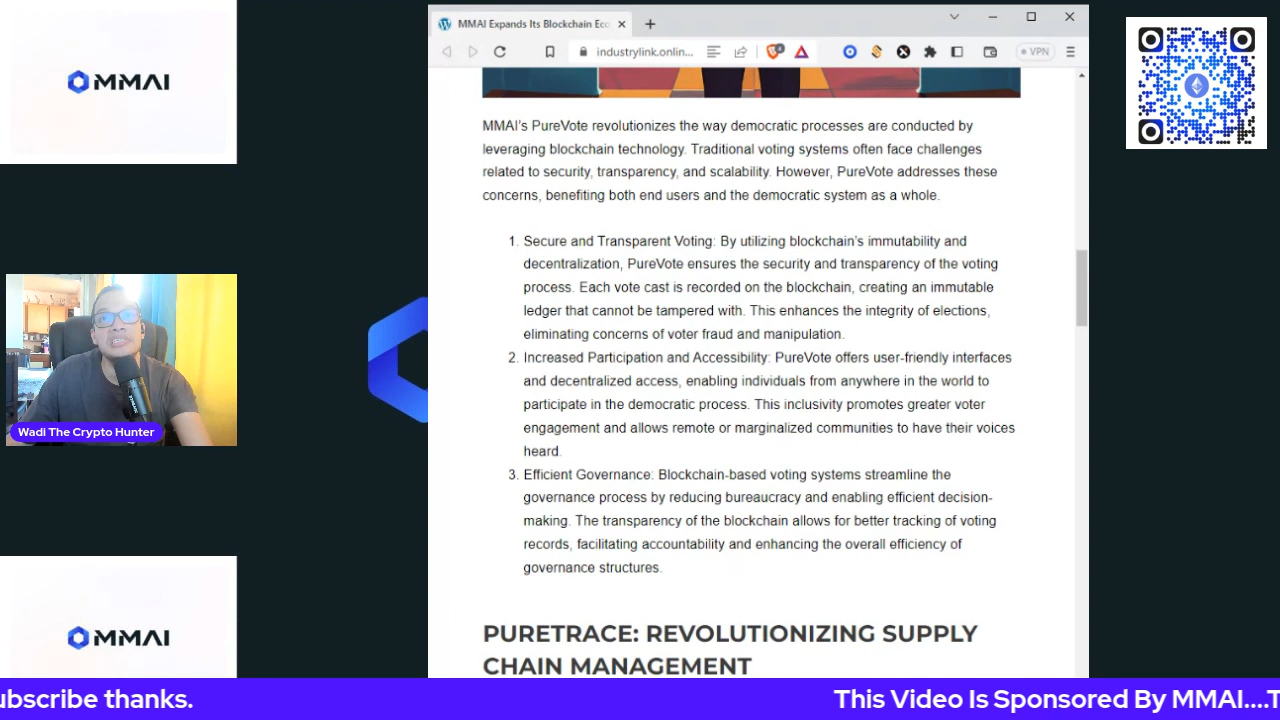 MMAI
Wadi The Crypto Hunter
MMAI
MMAI Expands Its Blockchain Eco
industrylink.onlin...
VPN
MMAI's PureVote revolutionizes the way democratic processes are conducted by
leveraging blockchain technology. Traditional voting systems often face challenges
related to security, transparency, and scalability. However, PureVote addresses these
concerns, benefiting both end users and the democratic system as a whole.
1. Secure and Transparent Voting: By utilizing blockchain's immutability and
decentralization, PureVote ensures the security and transparency of the voting
process. Each vote cast is recorded on the blockchain, creating an immutable
ledger that cannot be tampered with. This enhances the integrity of elections,
eliminating concerns of voter fraud and manipulation.
2. Increased Participation and Accessibility: PureVote offers user-friendly interfaces
and decentralized access, enabling individuals from anywhere in the world to
participate in the democratic process. This inclusivity promotes greater voter
engagement and allows remote or marginalized communities to have their voices
heard.
3. Efficient Governance: Blockchain-based voting systems streamline the
governance process by reducing bureaucracy and enabling efficient decision-
making. The transparency of the blockchain allows for better tracking of voting
records, facilitating accountability and enhancing the overall efficiency of
governance structures.
PURETRACE: REVOLUTIONIZING SUPPLY
CHAIN MANAGEMENT
ubscribe thanks. This Video Is Sponsored By MMAI....T